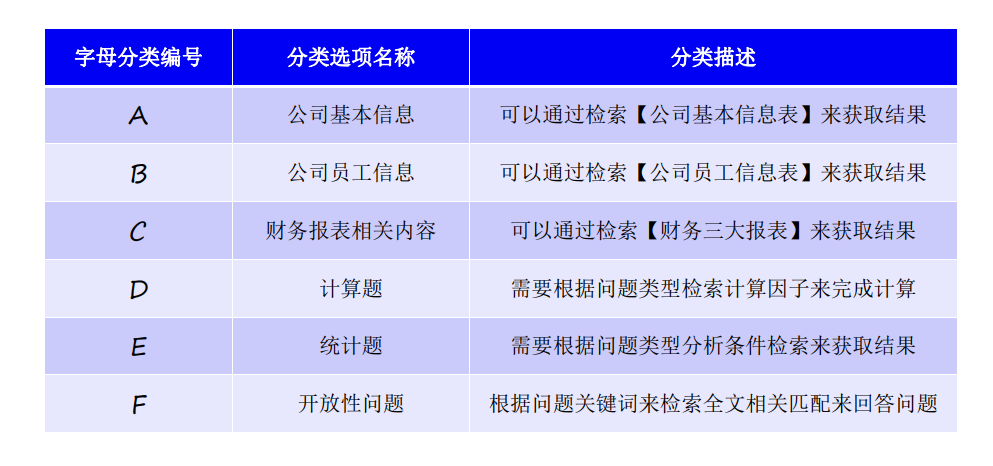 字母分类编号 分类选项名称 分类描述
A 公司基本信息 可以通过检索【公司基本信息表】来获取结果
B 公司员工信息 可以通过检索【公司员工信息表】来获取结果
C 财务报表相关内容 可以通过检索【财务三大报表】来获取结果
D 计算题 需要根据问题类型检索计算因子来完成计算
E 统计题 需要根据问题类型分析条件检索来获取结果
F 开放性问题 根据问题关键词来检索全文相关匹配来回答问题